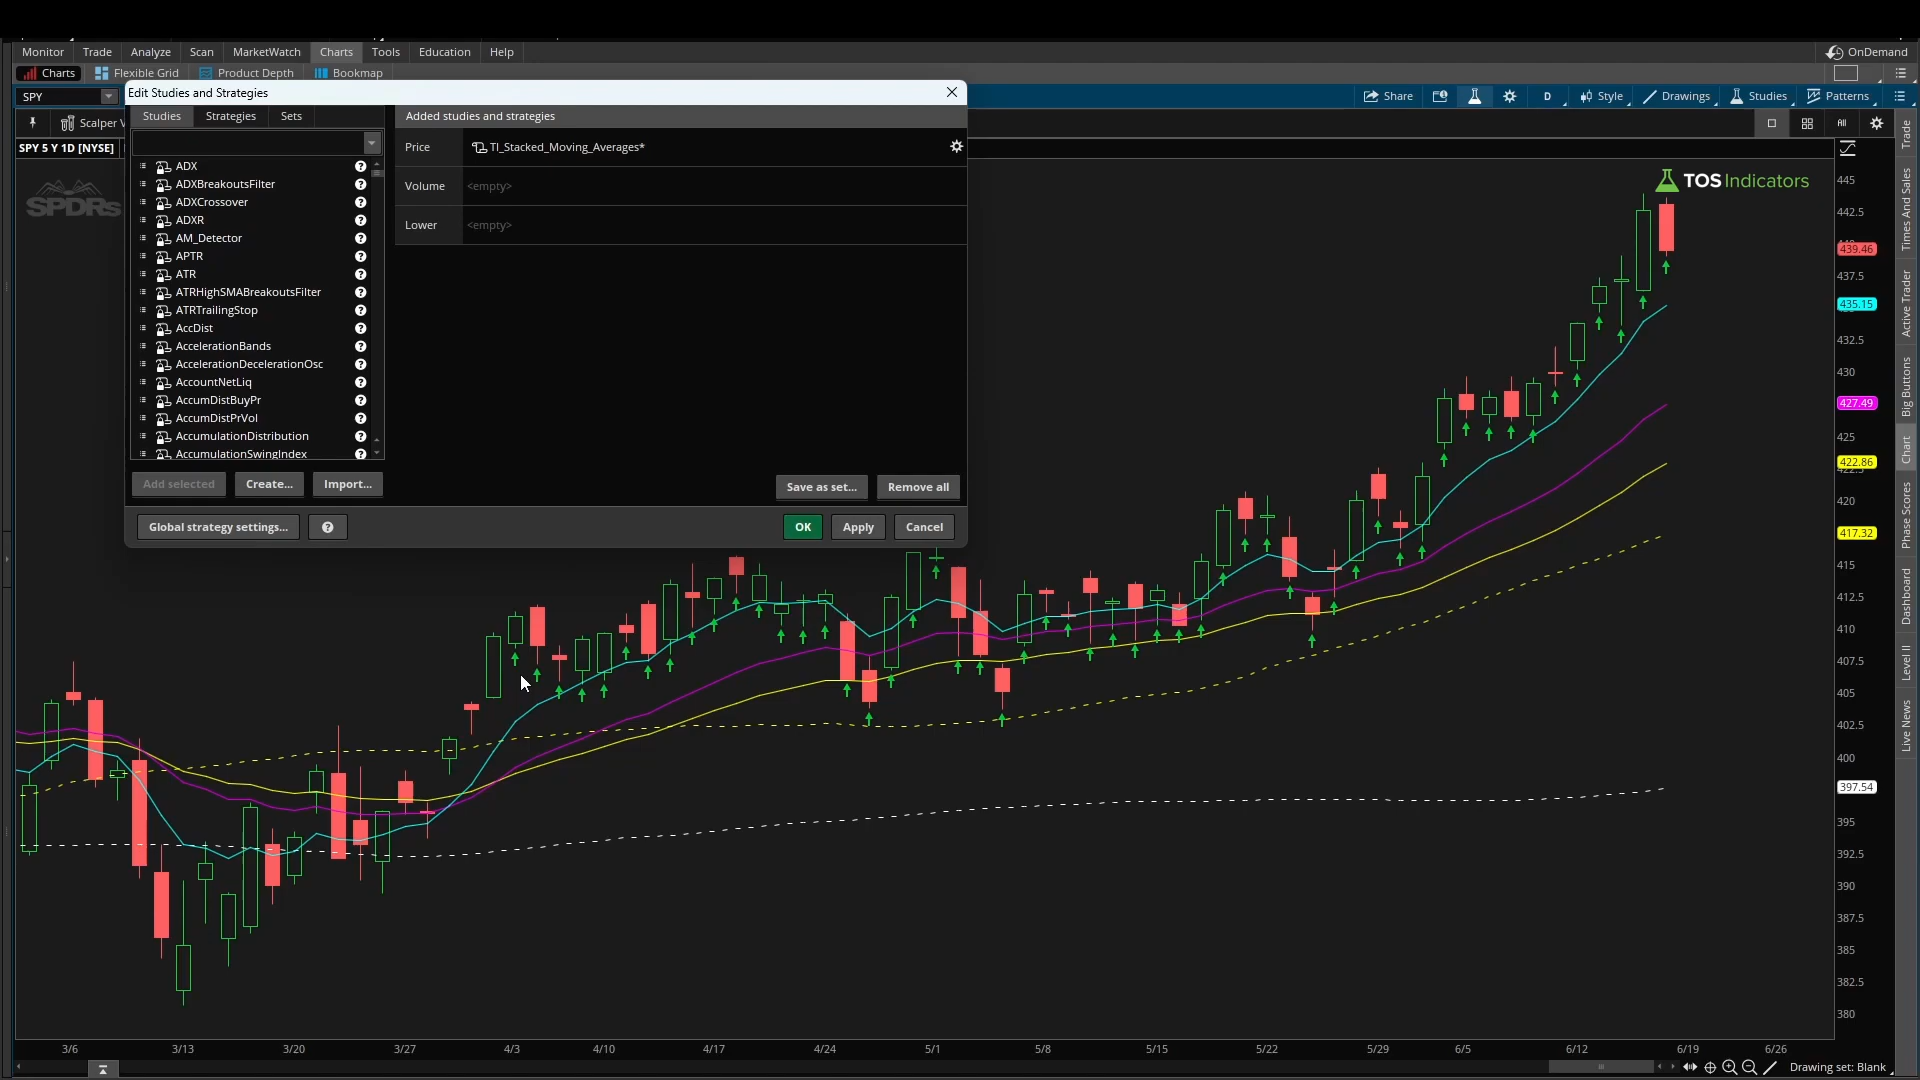 Monitor Trade Analyze Scan MarketWatch Charts Tools Education Help OnDemand
Charts Flexible Grid Product Depth Bookmap
SPY Share D Style Drawings Studies Patterns
Scalper V
SPY 5 Y 1D [NYSE]
SPDRs
TOS Indicators
Edit Studies and Strategies
Studies Strategies Sets
ADX
ADXBreakoutsFilter
ADXCrossover
ADXR
AM_Detector
APTR
ATR
ATRHighSMABreakoutsFilter
ATRTrailingStop
AccDist
AccelerationBands
AccelerationDecelerationOsc
AccountNetLiq
AccumDistBuyPr
AccumDistPrVol
AccumulationDistribution
AccumulationSwingIndex
Add selected Create... Import...
Added studies and strategies
Price TI_Stacked_Moving_Averages*
Volume <empty>
Lower <empty>
Save as set... Remove all
Global strategy settings... ? OK Apply Cancel
445
442.5
439.46
437.5
435.15
432.5
430
427.49
425
422.86
420
417.32
415
412.5
410
407.5
405
402.5
400
397.54
395
392.5
390
387.5
385
382.5
380
Trade
Times And Sales
Active Trader
Big Buttons
Chart
Phase Scores
Dashboard
Level II
Live News
3/6 3/13 3/20 3/27 4/3 4/10 4/17 4/24 5/1 5/8 5/15 5/22 5/29 6/5 6/12 6/19 6/26
Drawing set: Blank